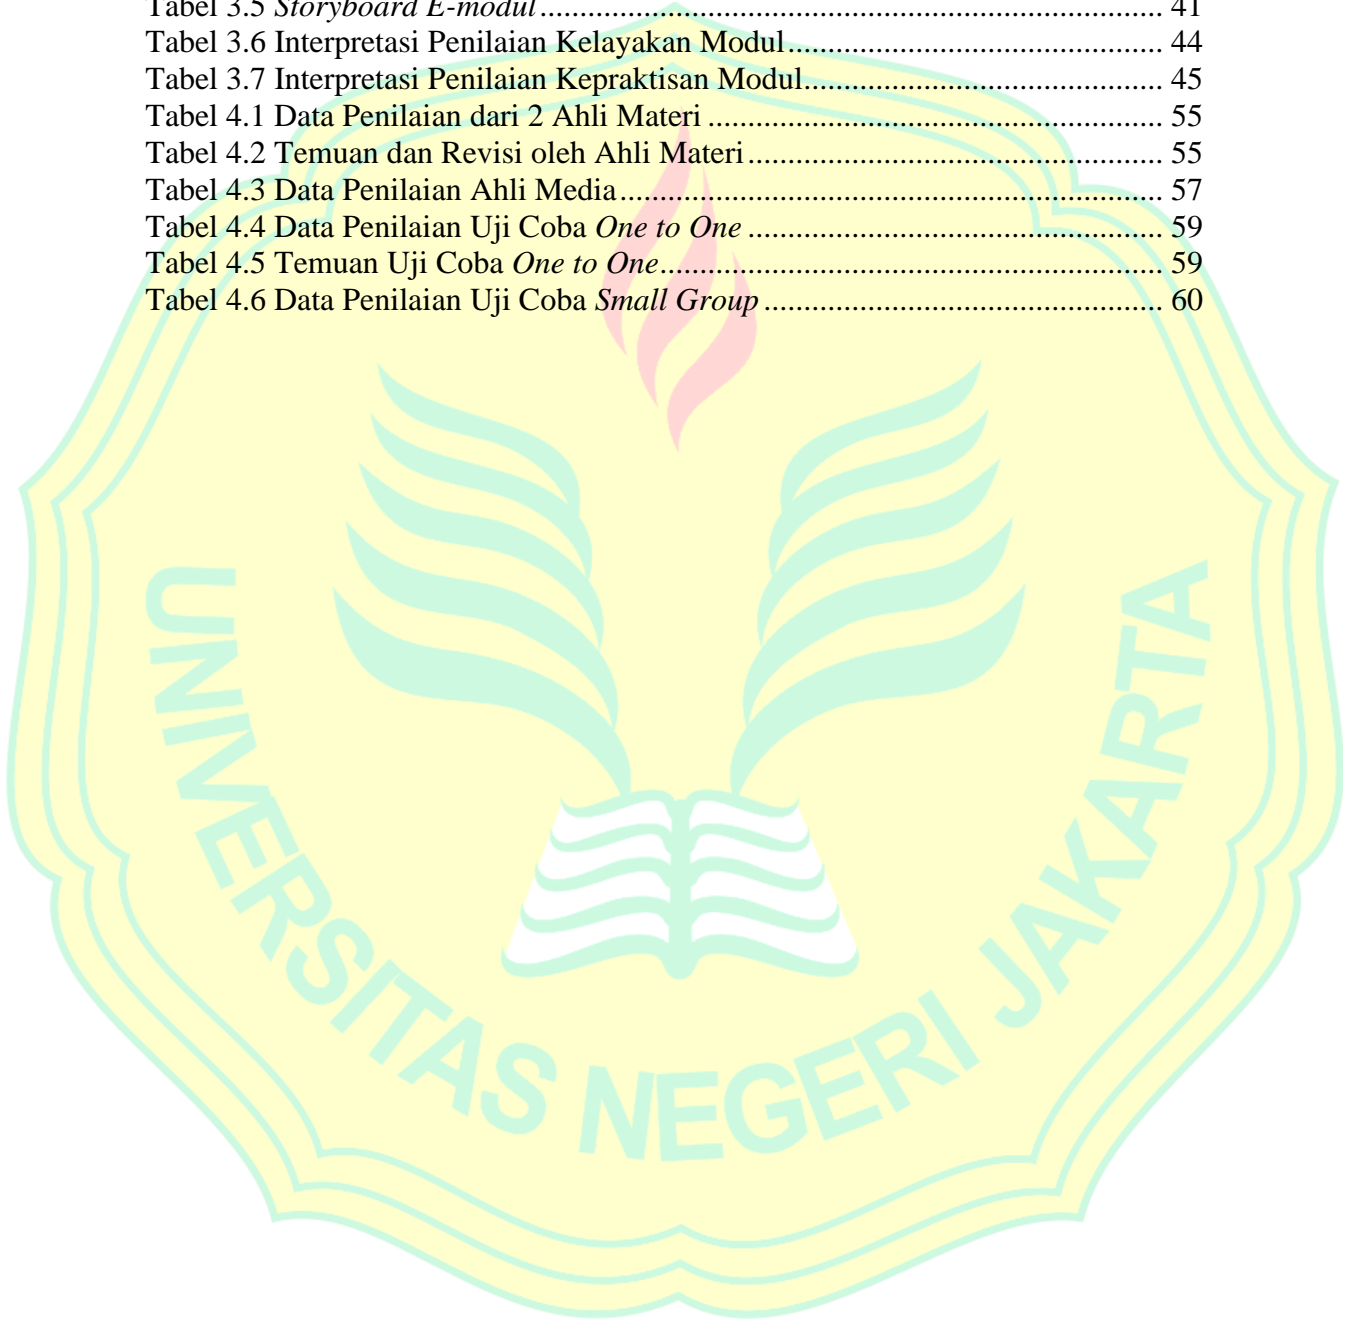 Tabel 3.5 Storyboard E-modul ........................................................................ 41
Tabel 3.6 Interpretasi Penilaian Kelayakan Modul ............................................... 44
Tabel 3.7 Interpretasi Penilaian Kepraktisan Modul ............................................. 45
Tabel 4.1 Data Penilaian dari 2 Ahli Materi ......................................................... 55
Tabel 4.2 Temuan dan Revisi oleh Ahli Materi .................................................... 55
Tabel 4.3 Data Penilaian Ahli Media .................................................................... 57
Tabel 4.4 Data Penilaian Uji Coba One to One .................................................... 59
Tabel 4.5 Temuan Uji Coba One to One ............................................................... 59
Tabel 4.6 Data Penilaian Uji Coba Small Group .................................................. 60
UNIVERSITAS NEGERI JAKARTA